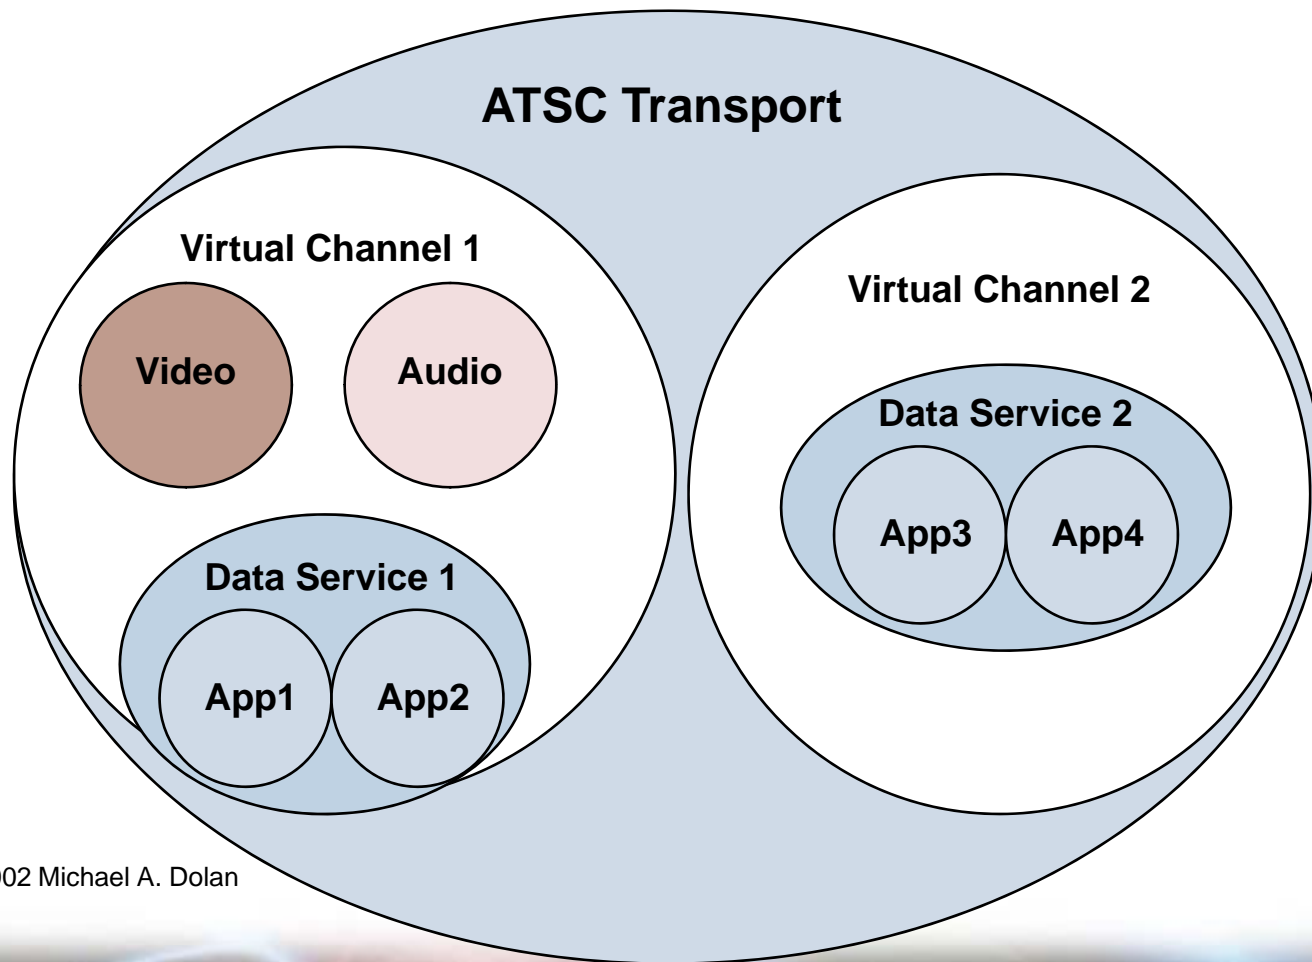 ATSC Transport
Virtual Channel 1
Video
Audio
Data Service 1
App1
App2
Virtual Channel 2
Data Service 2
App3
App4
02 Michael A. Dolan